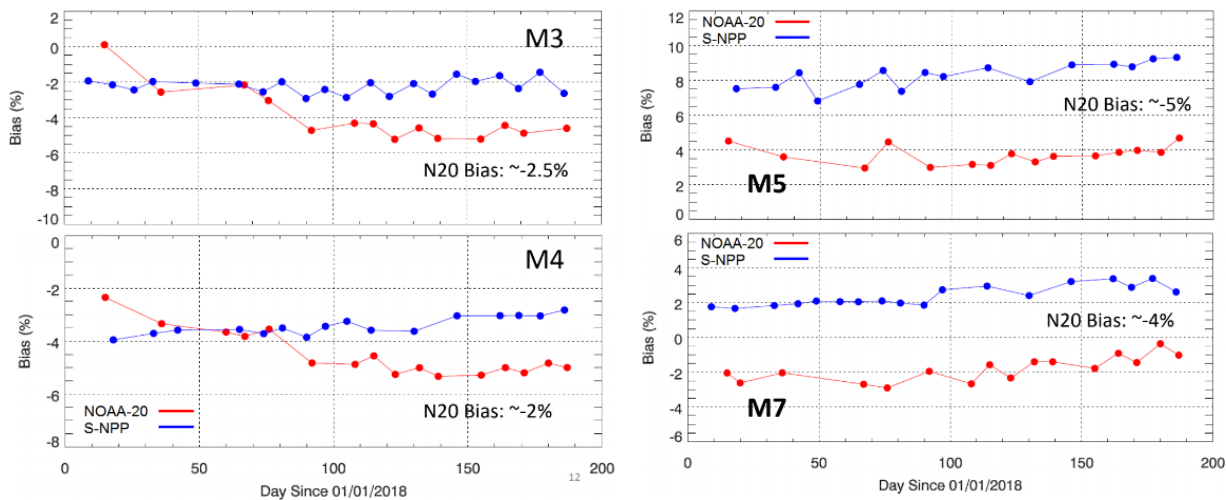 M3
Bias (%)
2
0
-2
-4
-6
-8
-10
N20 Bias: ~-2.5%
M4
Bias (%)
0
-2
-4
-6
-8
NOAA-20
S-NPP
N20 Bias: ~-2%
0 50 100 150 200
12
Day Since 01/01/2018
NOAA-20
S-NPP
Bias (%)
12
10
8
6
4
2
0
N20 Bias: ~-5%
M5
NOAA-20
S-NPP
Bias (%)
6
4
2
0
-2
-4
-6
N20 Bias: ~-4%
M7
0 50 100 150 200
Day Since 01/01/2018